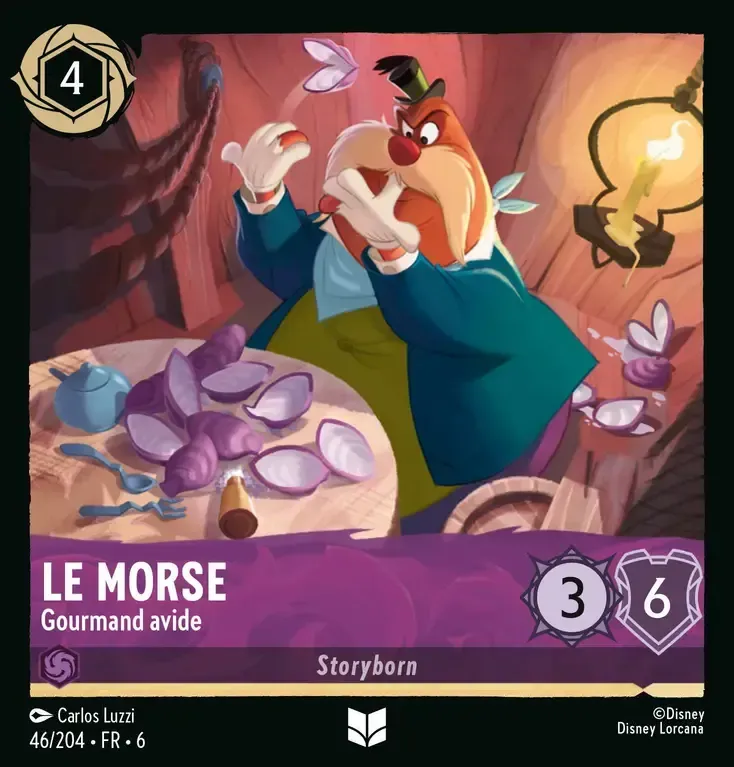 4
LE MORSE
Gourmand avide
3
6
Storyborn
Carlos Luzzi
46/204 • FR • 6
©Disney
Disney Lorcana